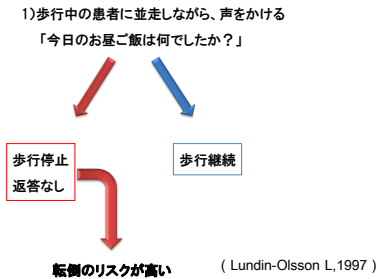 1)歩行中の患者に並走しながら、声をかける
「今日のお昼ご飯は何でしたか？」
歩行停止
返答なし
歩行継続
転倒のリスクが高い
( Lundin-Olsson L,1997 )